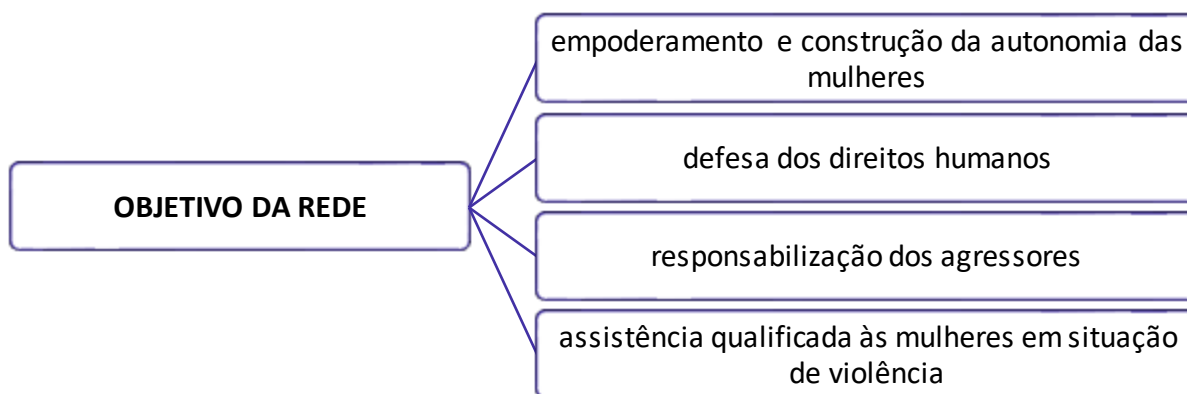 OBJETIVO DA REDE
empoderamento e construção da autonomia das
mulheres
defesa dos direitos humanos
responsabilização dos agressores
assistência qualificada às mulheres em situação
de violência